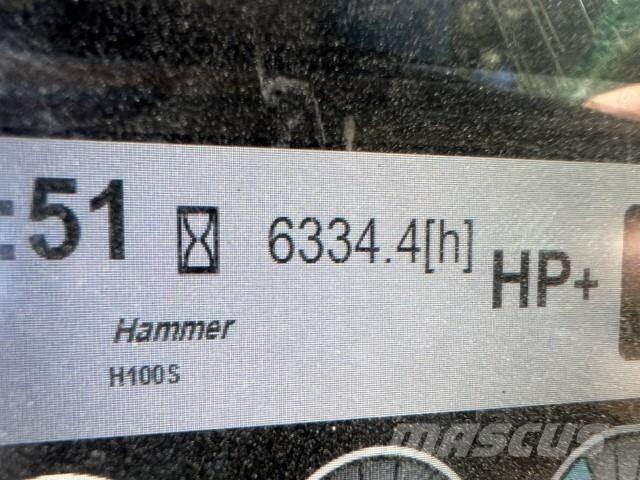 :51 6334.4[h] HP+
Hammer
H100S
MASCUS